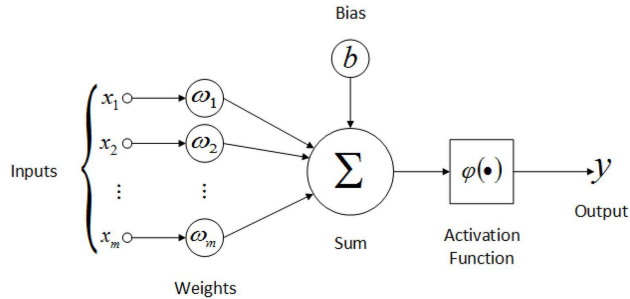 Bias
b
Inputs
x₁ ω₁
x₂ ω₂
⋮ ⋮
xₘ ωₘ
Weights
Σ
Sum
φ(•)
Activation
Function
y
Output